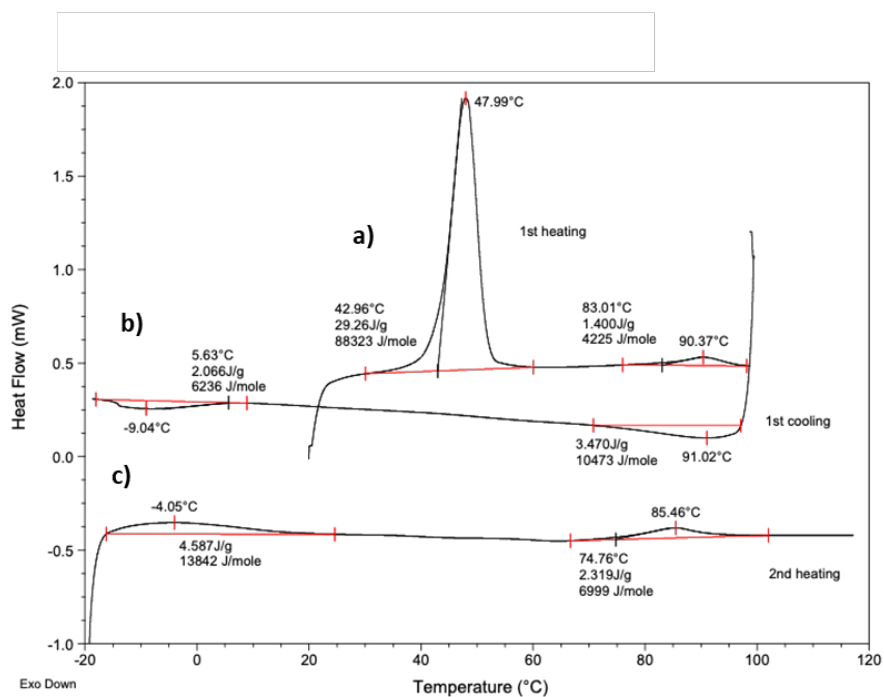 2.0
47.99°C
1.5
a)
1st heating
1.0
42.96°C
29.26J/g
88323 J/mole
83.01°C
1.400J/g
4225 J/mole
90.37°C
b)
5.63°C
2.066J/g
6236 J/mole
0.5
-9.04°C
1st cooling
3.470J/g
10473 J/mole
91.02°C
0.0
Heat Flow (mW)
c)
-4.05°C
85.46°C
-0.5
4.587J/g
13842 J/mole
74.76°C
2.319J/g
6999 J/mole
2nd heating
-1.0
-20
0
20
40
60
80
100
120
Exo Down
Temperature (°C)